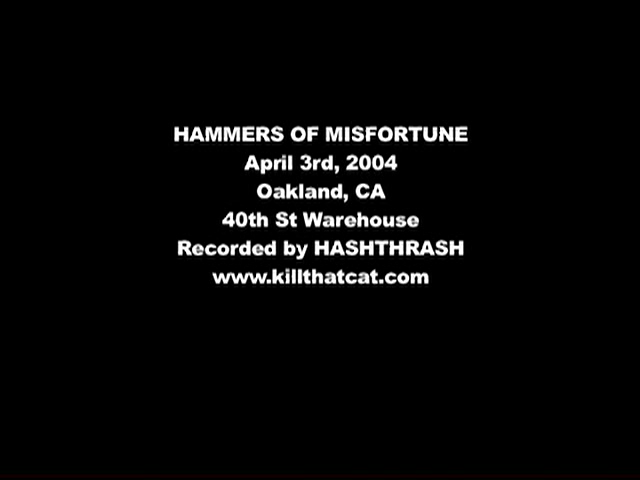 HAMMERS OF MISFORTUNE
April 3rd, 2004
Oakland, CA
40th St Warehouse
Recorded by HASHTHRASH
www.killthatcat.com